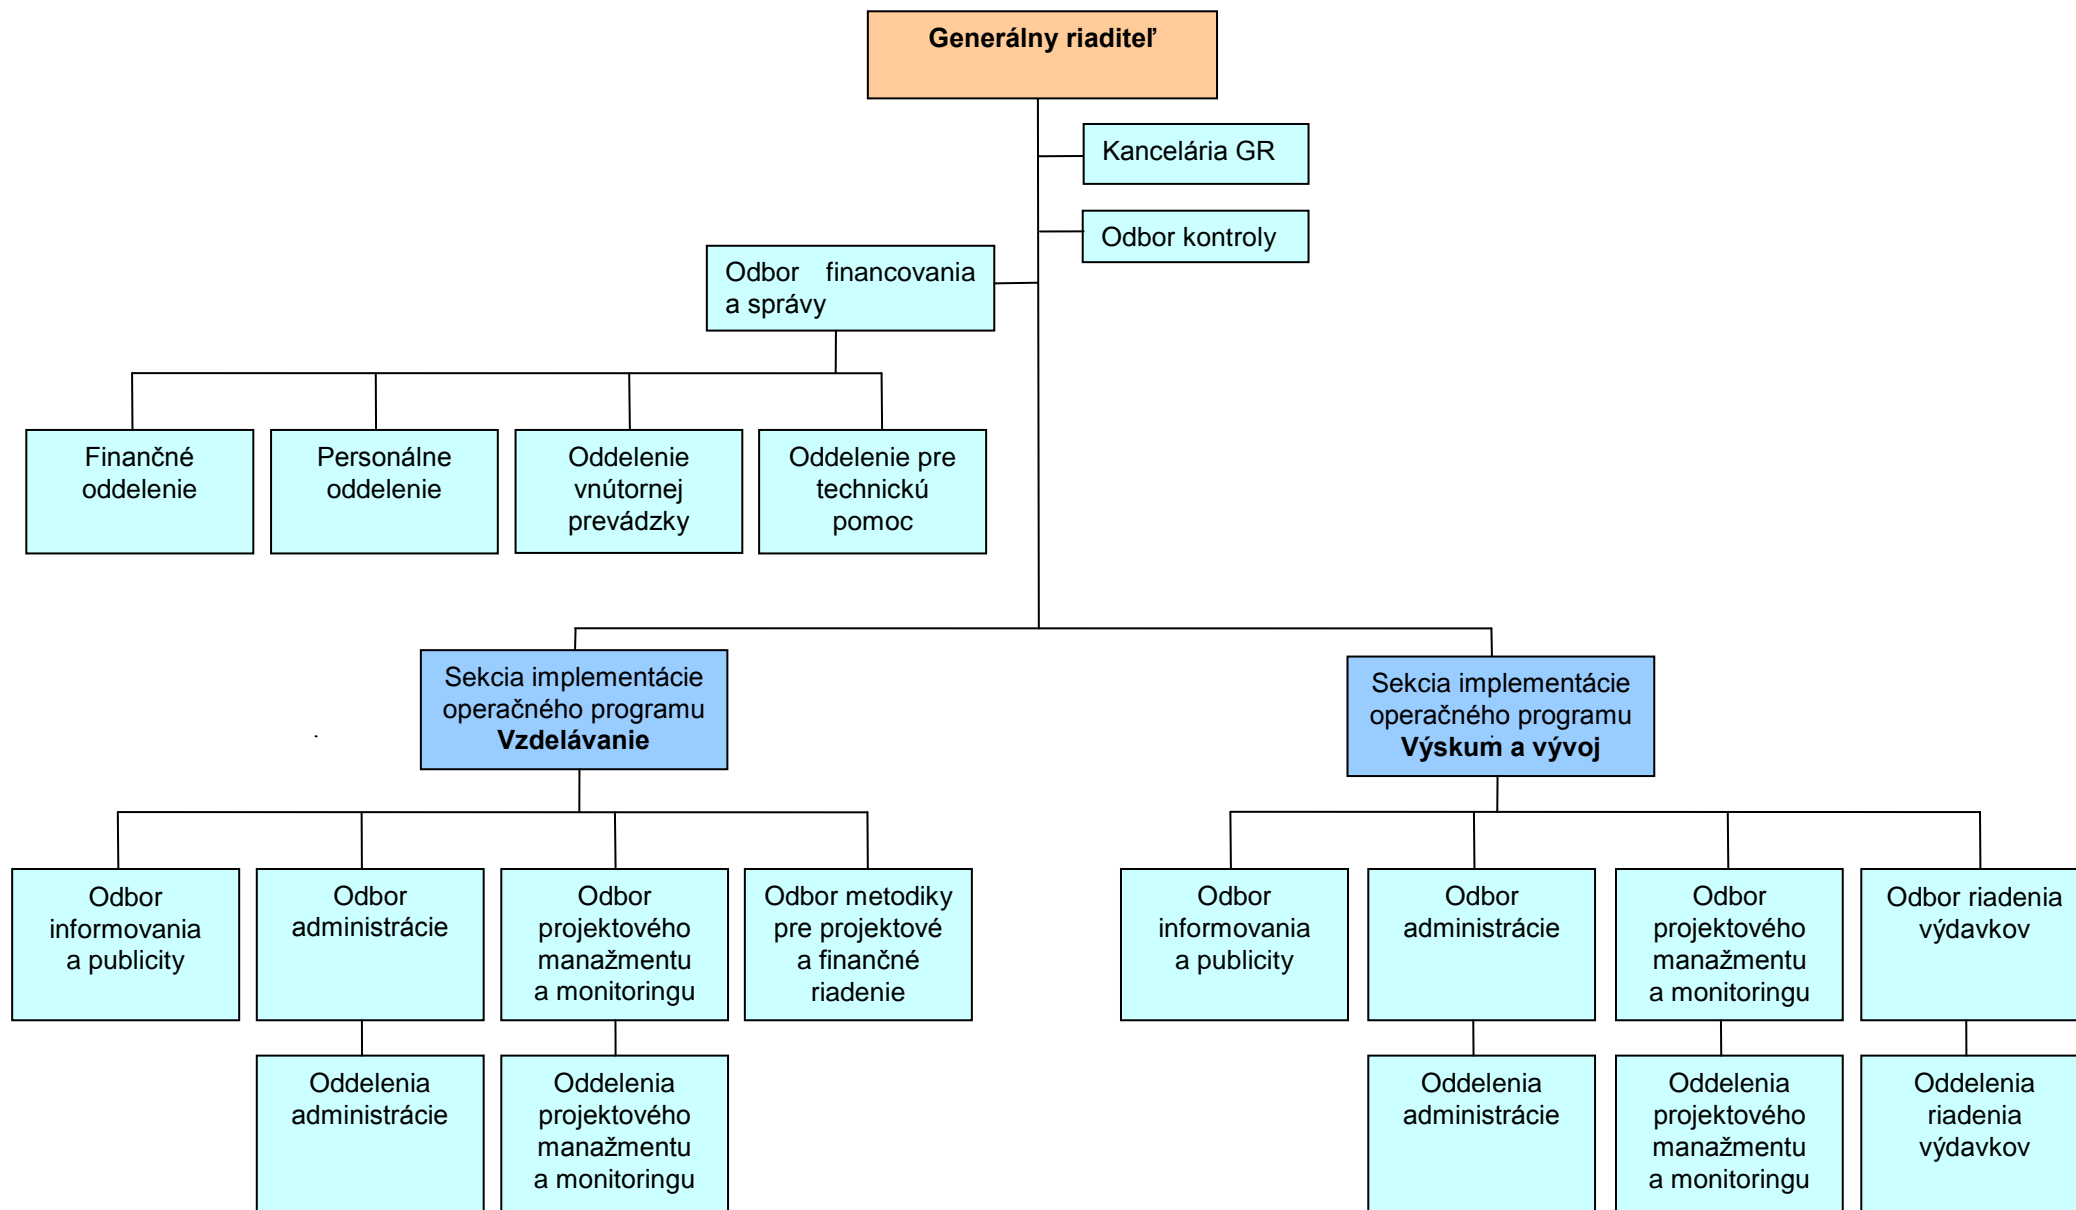 Generálny riaditeľ
Kancelária GR
Odbor kontroly
Odbor financovania
a správy
Finančné
oddelenie
Personálne
oddelenie
Oddelenie
vnútornej
prevádzky
Oddelenie pre
technickú
pomoc
Sekcia implementácie
operačného programu
Vzdelávanie
Sekcia implementácie
operačného programu
Výskum a vývoj
Odbor
informovania
a publicity
Odbor
administrácie
Odbor
projektového
manažmentu
a monitoringu
Odbor metodiky
pre projektové
a finančné
riadenie
Odbor
informovania
a publicity
Odbor
administrácie
Odbor
projektového
manažmentu
a monitoringu
Odbor riadenia
výdavkov
Oddelenia
administrácie
Oddelenia
projektového
manažmentu
a monitoringu
Oddelenia
administrácie
Oddelenia
projektového
manažmentu
a monitoringu
Oddelenia
riadenia
výdavkov